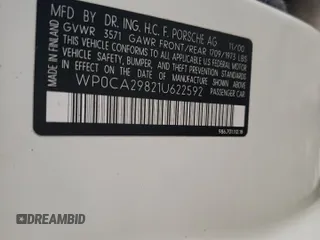 MFD BY DR. ING. H.C.F. PORSCHE AG 11/00
MADE IN FINLAND
GVWR 3571 GAWR FRONT/REAR 1709/1973 LBS
THIS VEHICLE CONFORMS TO ALL APPLICABLE
U.S. FEDERAL MOTOR VEHICLE SAFETY
BUMPER AND THEFT PREVENTION STANDARDS
IN EFFECT ON THE DATE OF
MANUFACTURE SHOWN ABOVE
WP0CA29821U622592
PASSENGER CAR
DREAMBID